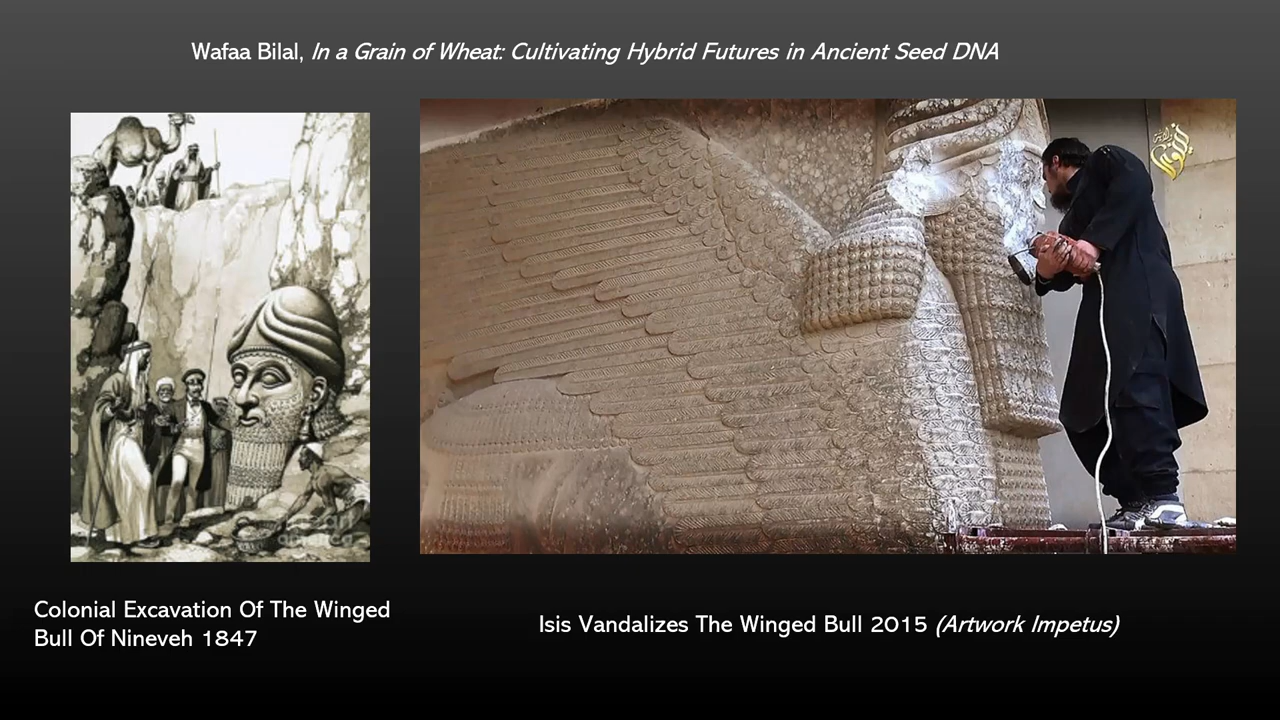 Wafaa Bilal, In a Grain of Wheat: Cultivating Hybrid Futures in Ancient Seed DNA
Colonial Excavation Of The Winged
Bull Of Nineveh 1847
Isis Vandalizes The Winged Bull 2015 (Artwork Impetus)